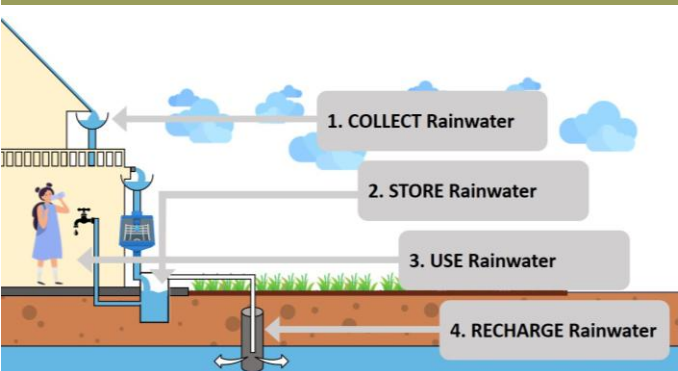 1. COLLECT Rainwater
2. STORE Rainwater
3. USE Rainwater
4. RECHARGE Rainwater